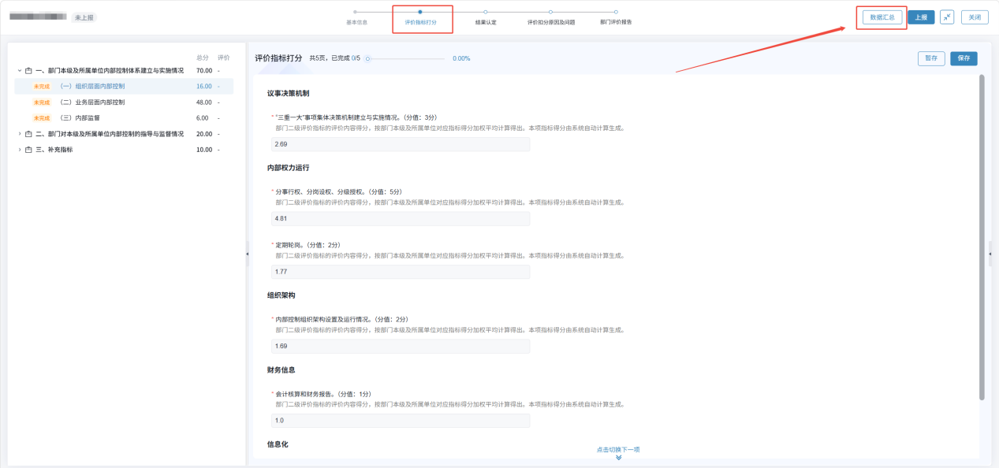 未上报
基本信息
评价指标打分
结果认定
评价扣分原因及问题
部门评价报告
数据汇总
上报
关闭
总分 评价
一、部门本级及所属单位内部控制体系建立与实施情况 70.00 -
未完成 （一）组织层面内部控制 16.00 -
未完成 （二）业务层面内部控制 48.00 -
未完成 （三）内部监督 6.00 -
二、部门对本级及所属单位内部控制的指导与监督情况 20.00 -
三、补充指标 10.00 -
评价指标打分 共5页，已完成 0/5 0.00%
暂存
保存
议事决策机制
* “三重一大”事项集体决策机制建立与实施情况。（分值：3分）
部门二级评价指标的评价内容得分，按部门本级及所属单位对应指标得分加权平均计算得出。本项指标得分由系统自动计算生成。
2.69
内部权力运行
* 分事行权、分岗设权、分级授权。（分值：5分）
部门二级评价指标的评价内容得分，按部门本级及所属单位对应指标得分加权平均计算得出。本项指标得分由系统自动计算生成。
4.81
* 定期轮岗。（分值：2分）
部门二级评价指标的评价内容得分，按部门本级及所属单位对应指标得分加权平均计算得出。本项指标得分由系统自动计算生成。
1.77
组织架构
* 内部控制组织架构设置及运行情况。（分值：2分）
部门二级评价指标的评价内容得分，按部门本级及所属单位对应指标得分加权平均计算得出。本项指标得分由系统自动计算生成。
1.69
财务信息
* 会计核算和财务报告。（分值：1分）
部门二级评价指标的评价内容得分，按部门本级及所属单位对应指标得分加权平均计算得出。本项指标得分由系统自动计算生成。
1.0
信息化
点击切换下一项